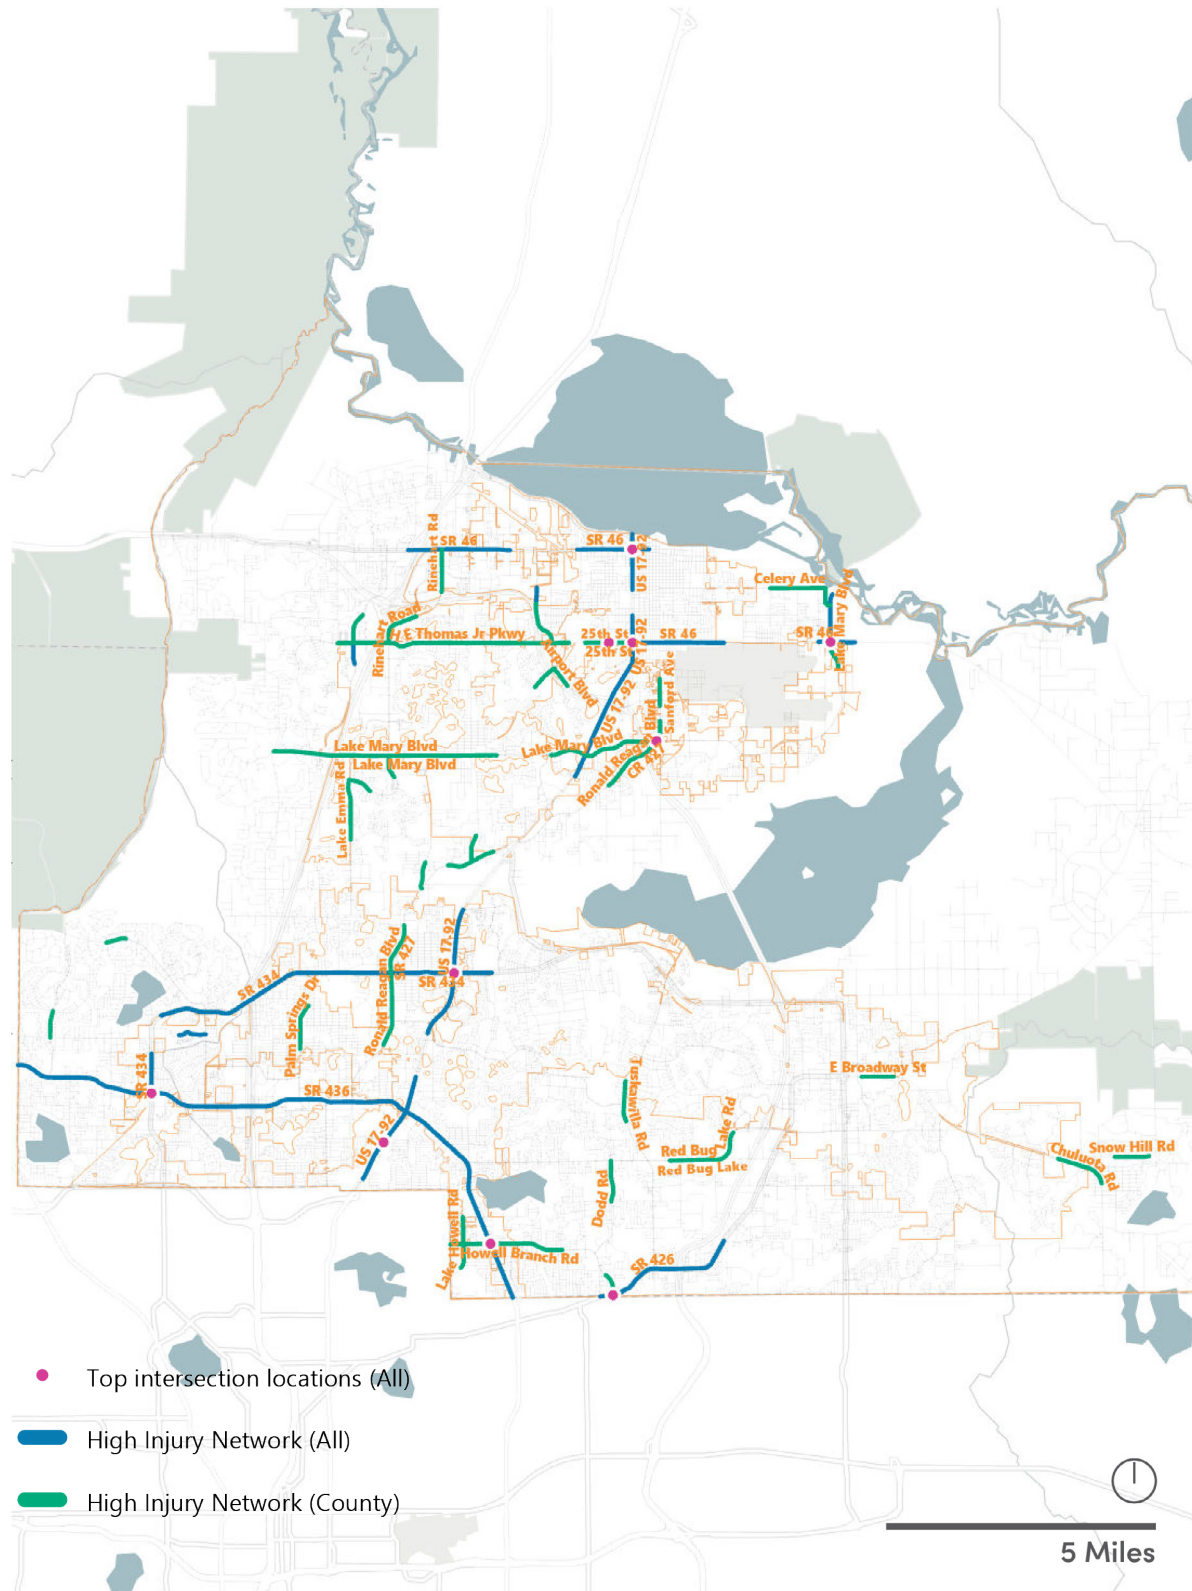 Rinehart Rd
SR 46
SR 46
US 17-92
Celery Ave
Lake Mary Blvd
Rinehart Road
H E Thomas Jr Pkwy
25th St
25th St
US 17-92
SR 46
SR 46
Airport Blvd
US 17-92
Sanford Ave
Lake Mary Blvd
Lake Mary Blvd
Lake Mary Blvd
Ronald Reagan Blvd
CR 427
Lake Emma Rd
US 17-92
Ronald Reagan Blvd
SR 427
SR 434
SR 434
Palm Springs Dr
SR 434
SR 436
US 17-92
Tuskawilla Rd
E Broadway St
Red Bug Lake Rd
Red Bug Lake
Dodd Rd
Chuluota Rd
Snow Hill Rd
Lake Howell Rd
Howell Branch Rd
SR 426
Top intersection locations (All)
High Injury Network (All)
High Injury Network (County)
5 Miles